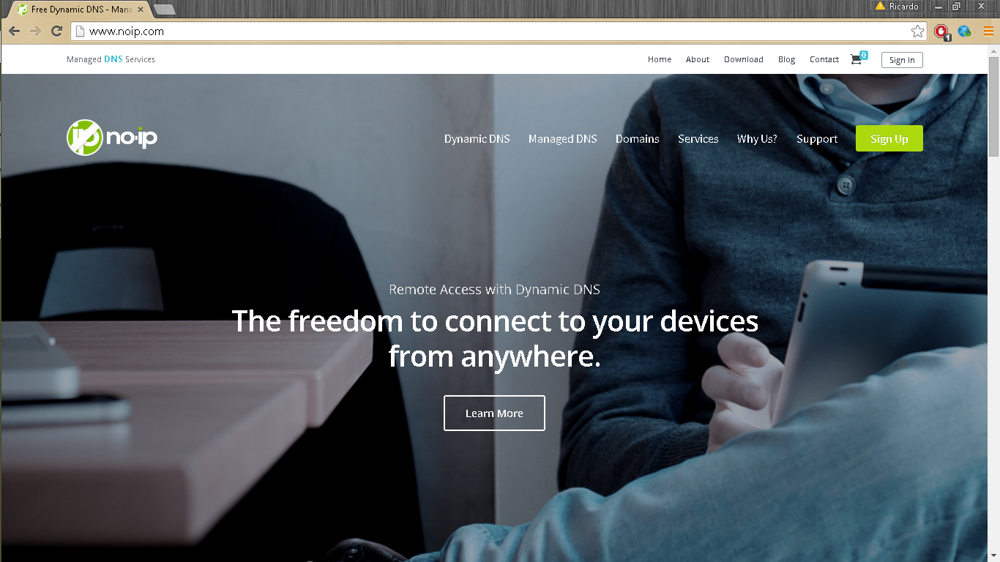 Free Dynamic DNS - Mana
Ricardo
www.noip.com
1
Managed DNS Services
Home
About
Download
Blog
Contact
0
Sign In
ip no-ip
Dynamic DNS
Managed DNS
Domains
Services
Why Us?
Support
Sign Up
Remote Access with Dynamic DNS
The freedom to connect to your devices
from anywhere.
Learn More